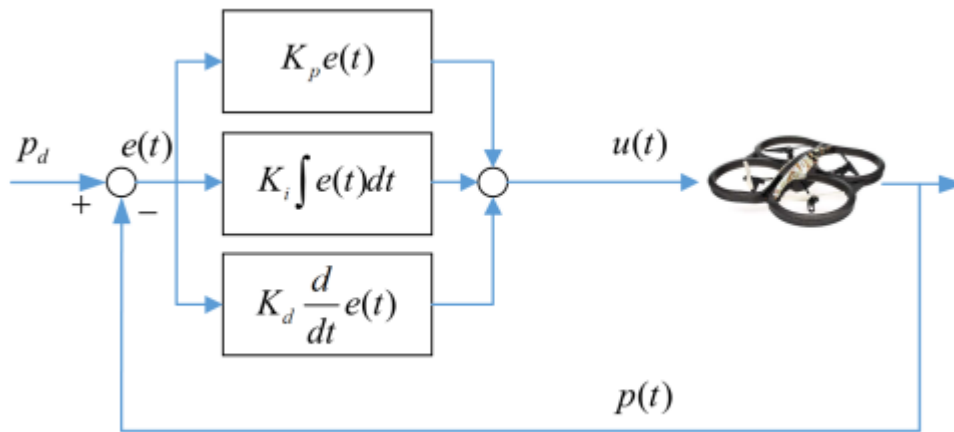 K_p e(t)
p_d
e(t)
+
−
K_i ∫ e(t)dt
u(t)
K_d d/dt e(t)
p(t)